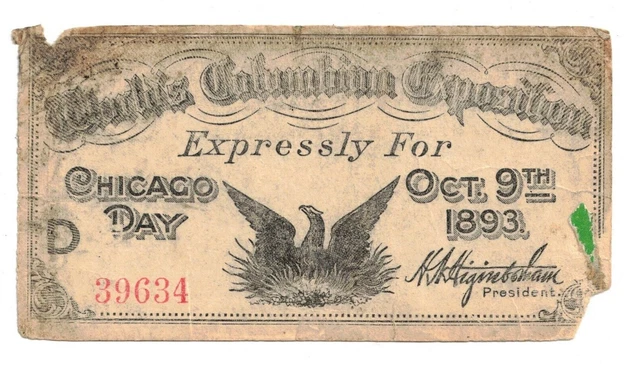 World's Columbian Exposition
Expressly For
CHICAGO DAY
OCT. 9TH 1893.
D
39634
H. N. Higinbotham
President.